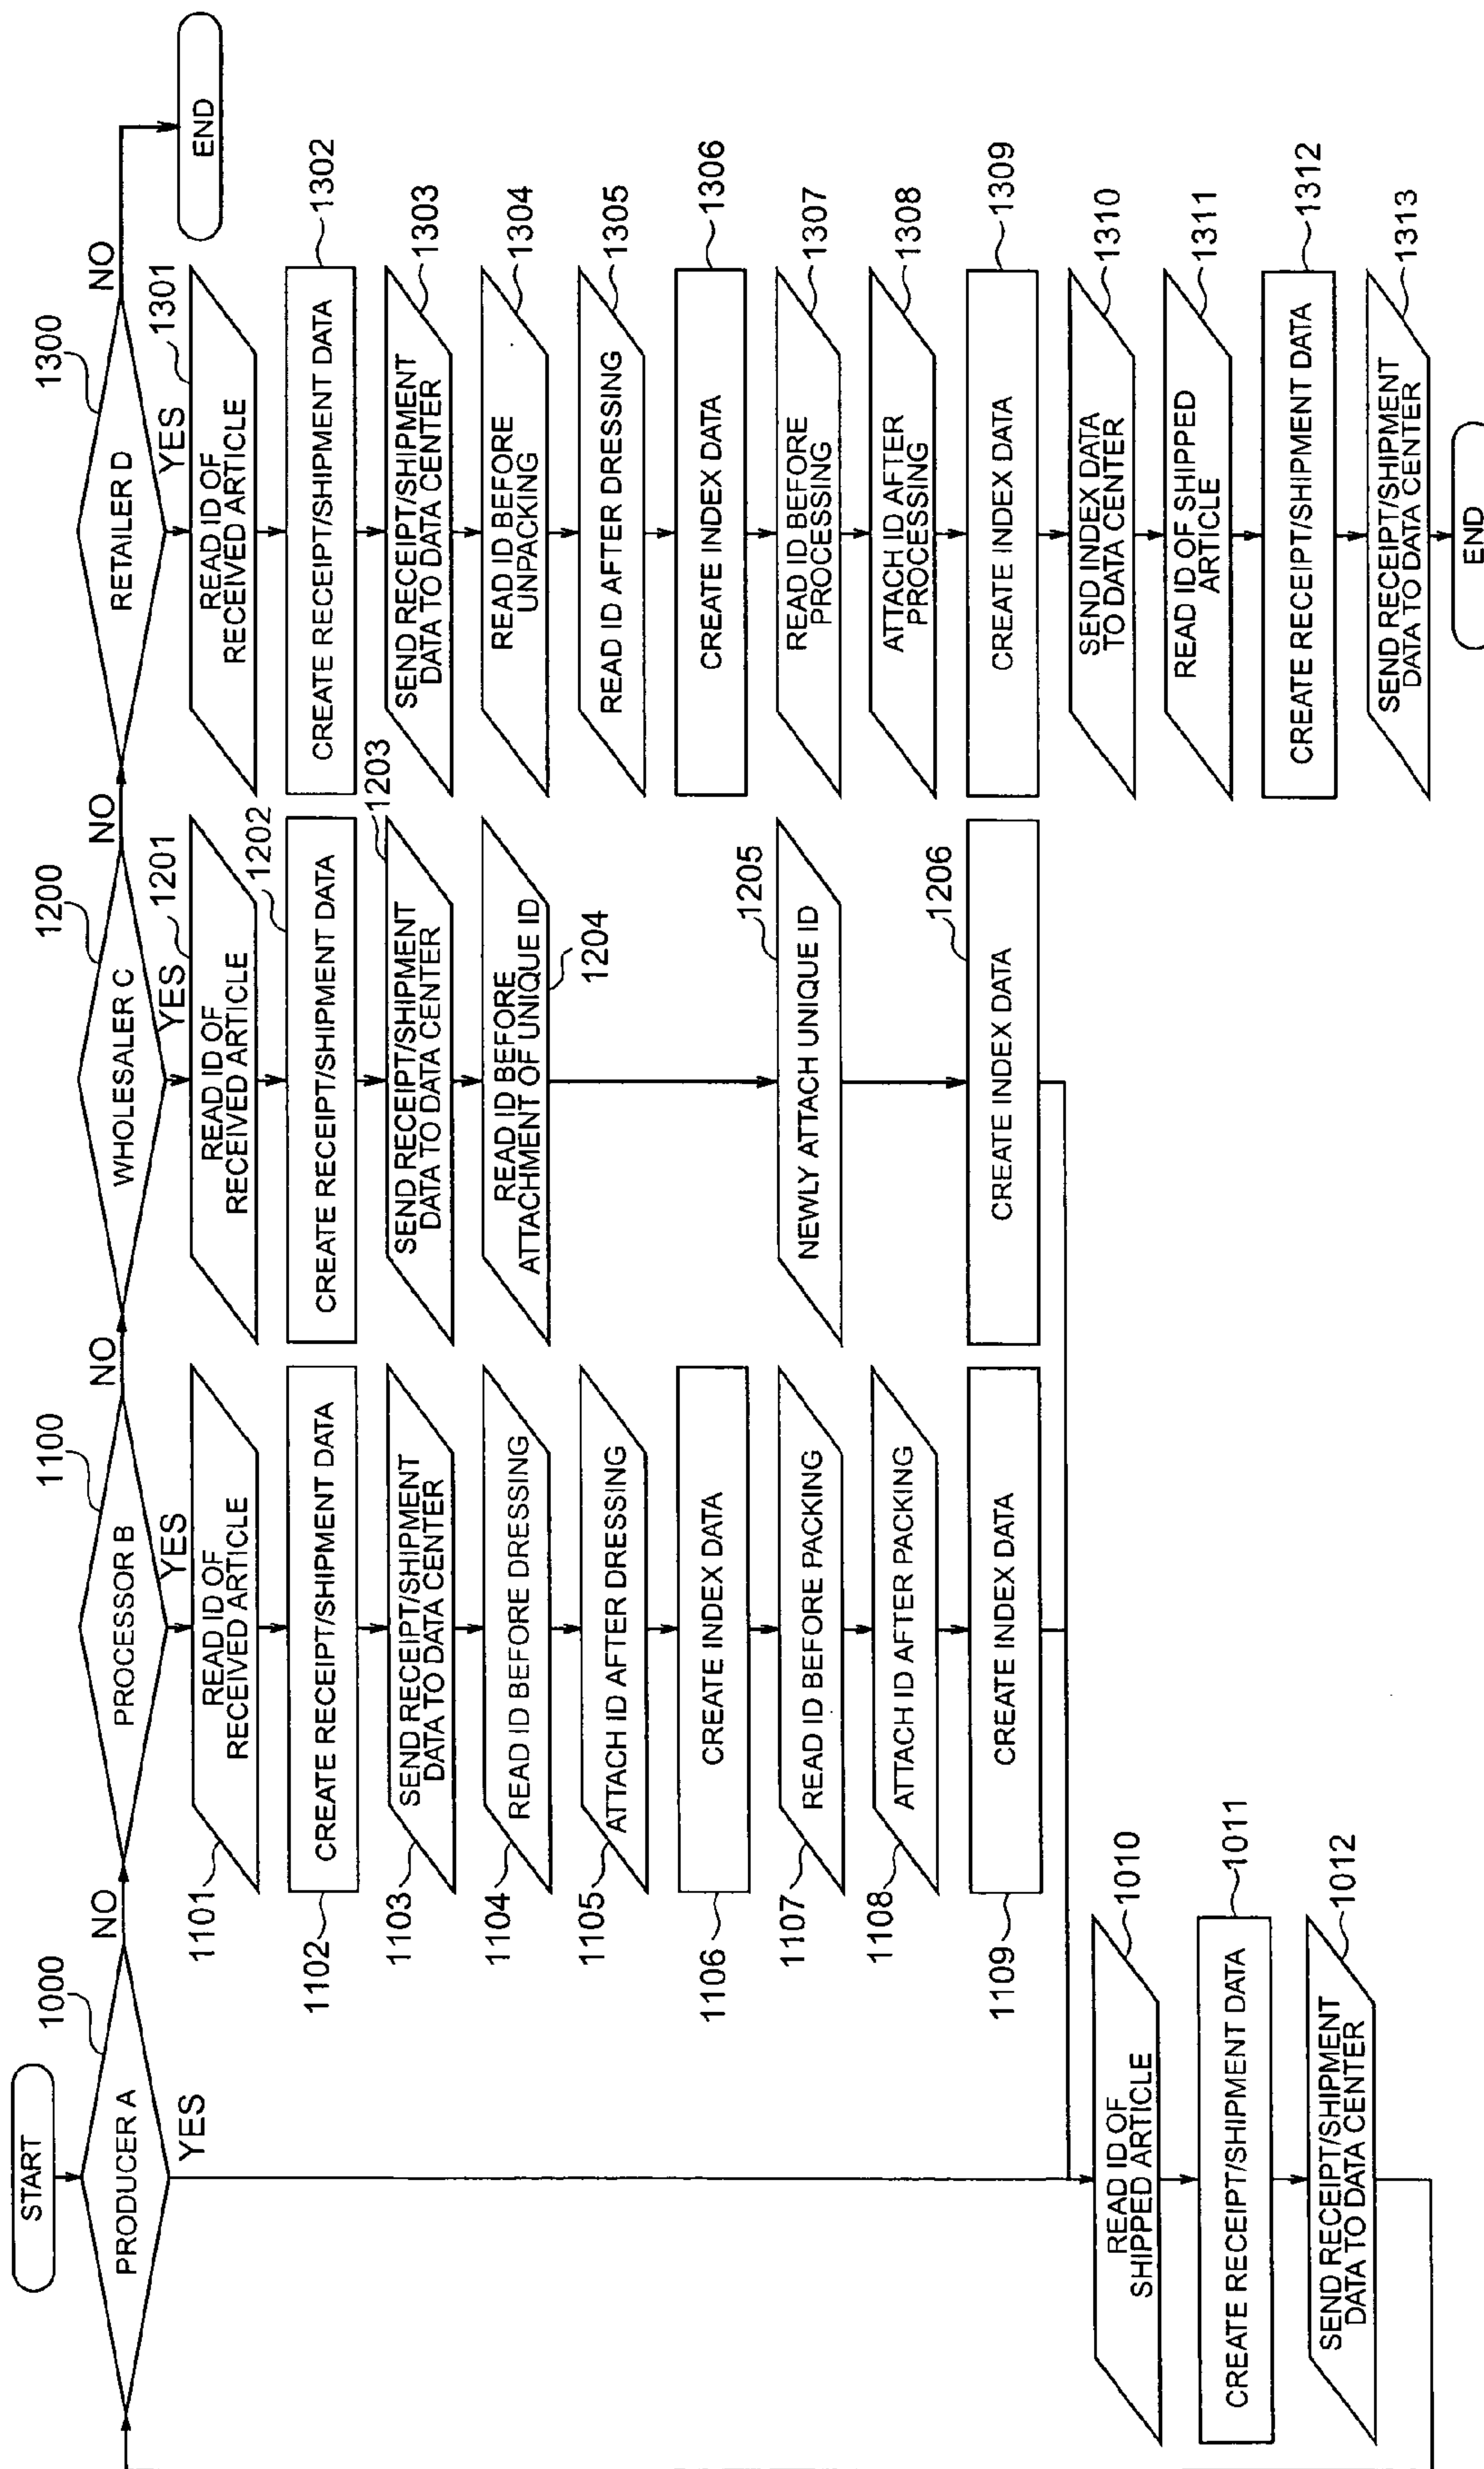 START
1000
PRODUCER A
NO
YES
1100
PROCESSOR B
NO
YES
1200
WHOLESALER C
NO
YES
1300
RETAILER D
NO
YES
END
1101
READ ID OF
RECEIVED ARTICLE
1102
CREATE RECEIPT/SHIPMENT DATA
1103
SEND RECEIPT/SHIPMENT
DATA TO DATA CENTER
1104
READ ID BEFORE DRESSING
1105
ATTACH ID AFTER DRESSING
1106
CREATE INDEX DATA
1107
READ ID BEFORE PACKING
1108
ATTACH ID AFTER PACKING
1109
CREATE INDEX DATA
1201
READ ID OF
RECEIVED ARTICLE
1202
CREATE RECEIPT/SHIPMENT DATA
1203
SEND RECEIPT/SHIPMENT
DATA TO DATA CENTER
READ ID BEFORE
ATTACHMENT OF UNIQUE ID
1204
1205
NEWLY ATTACH UNIQUE ID
1206
CREATE INDEX DATA
1301
READ ID OF
RECEIVED ARTICLE
1302
CREATE RECEIPT/SHIPMENT DATA
SEND RECEIPT/SHIPMENT
DATA TO DATA CENTER
1303
READ ID BEFORE
UNPACKING
1304
READ ID AFTER DRESSING
1305
CREATE INDEX DATA
1306
READ ID BEFORE
PROCESSING
1307
ATTACH ID AFTER
PROCESSING
1308
CREATE INDEX DATA
1309
SEND INDEX DATA
TO DATA CENTER
1310
READ ID OF SHIPPED
ARTICLE
1311
CREATE RECEIPT/SHIPMENT DATA
1312
SEND RECEIPT/SHIPMENT
DATA TO DATA CENTER
1313
END
READ ID OF
SHIPPED ARTICLE
1010
CREATE RECEIPT/SHIPMENT DATA
1011
SEND RECEIPT/SHIPMENT
DATA TO DATA CENTER
1012